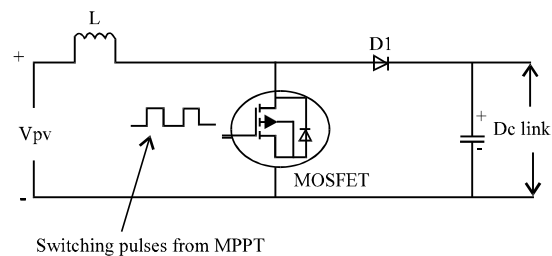 L
D1
+
Vpv
+
Dc link
-
MOSFET
-
Switching pulses from MPPT